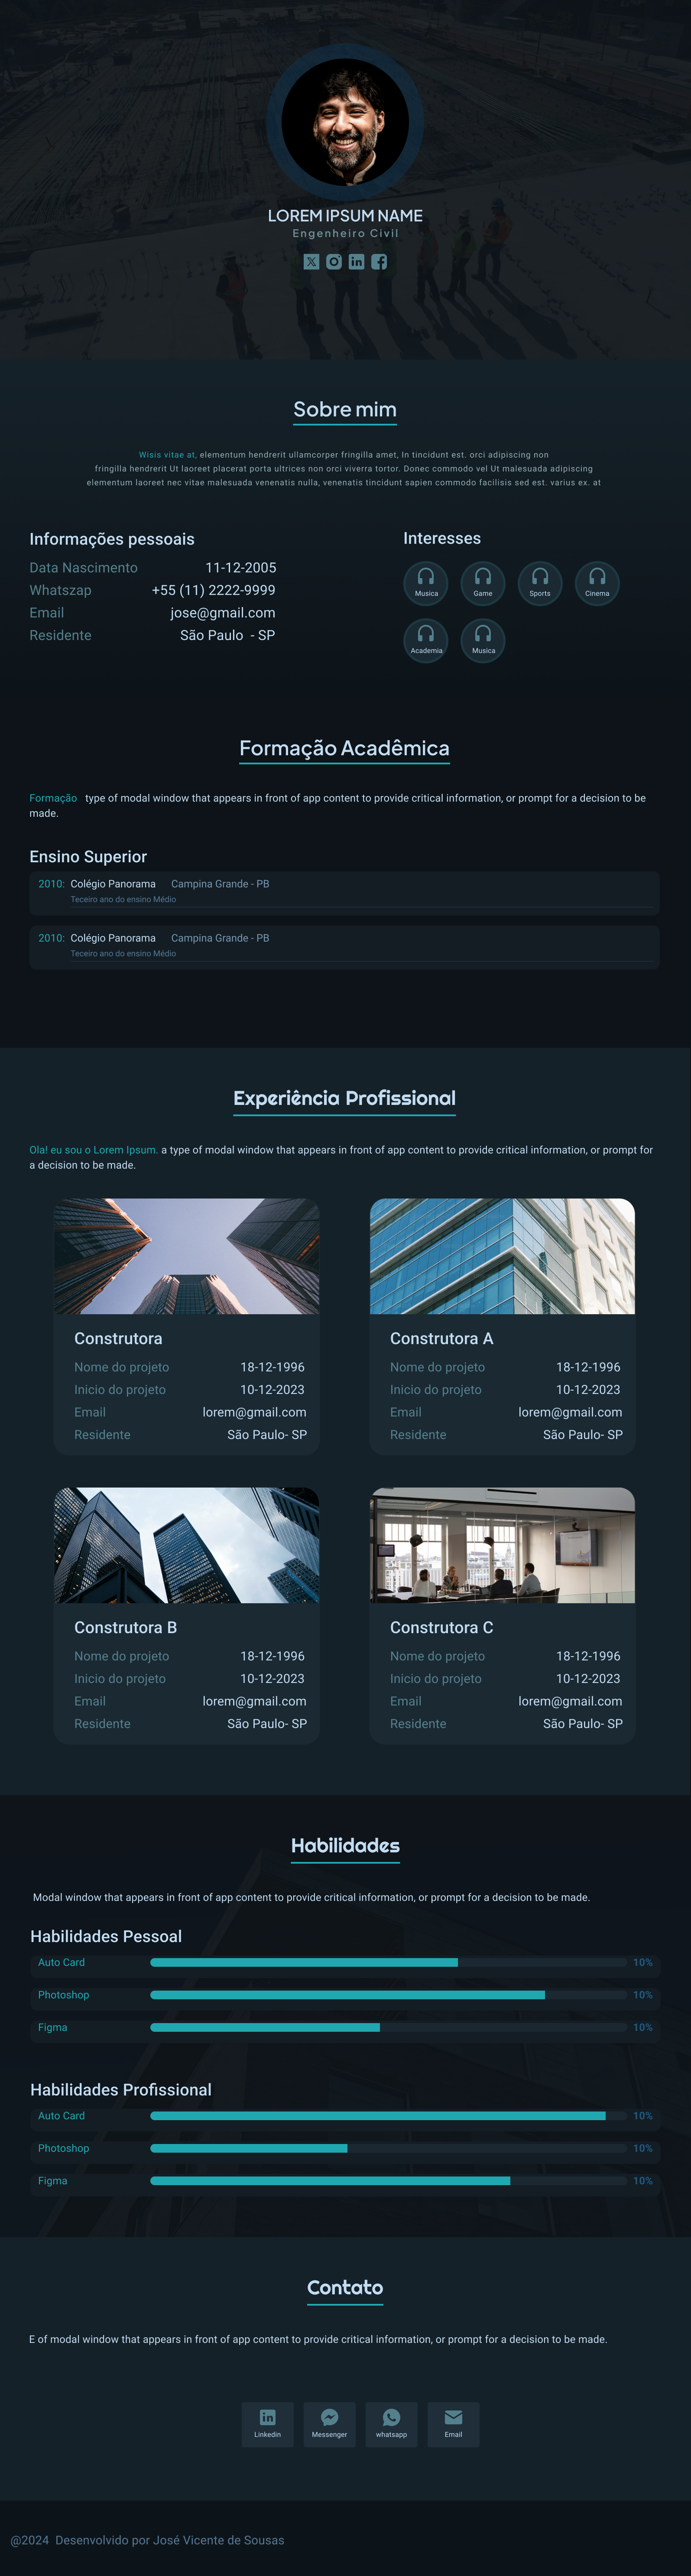 LOREM IPSUM NAME
Engenheiro Civil
Sobre mim
Wisis vitae at, elementum hendrerit ullamcorper fringilla amet, In tincidunt est. orci adipiscing non
fringilla hendrerit Ut laoreet placerat porta ultrices non orci viverra tortor. Donec commodo vel Ut malesuada adipiscing
elementum laoreet nec vitae malesuada venenatis nulla, venenatis tincidunt sapien commodo facilisis sed est. varius ex. at
Informações pessoais
Data Nascimento 11-12-2005
Whatszap +55 (11) 2222-9999
Email jose@gmail.com
Residente São Paulo - SP
Interesses
Musica Game Sports Cinema
Academia Musica
Formação Acadêmica
Formação type of modal window that appears in front of app content to provide critical information, or prompt for a decision to be
made.
Ensino Superior
2010: Colégio Panorama Campina Grande - PB
Teceiro ano do ensino Médio
2010: Colégio Panorama Campina Grande - PB
Teceiro ano do ensino Médio
Experiência Profissional
Ola! eu sou o Lorem Ipsum. a type of modal window that appears in front of app content to provide critical information, or prompt for
a decision to be made.
Construtora
Nome do projeto 18-12-1996
Inicio do projeto 10-12-2023
Email lorem@gmail.com
Residente São Paulo- SP
Construtora A
Nome do projeto 18-12-1996
Inicio do projeto 10-12-2023
Email lorem@gmail.com
Residente São Paulo- SP
Construtora B
Nome do projeto 18-12-1996
Inicio do projeto 10-12-2023
Email lorem@gmail.com
Residente São Paulo- SP
Construtora C
Nome do projeto 18-12-1996
Inicio do projeto 10-12-2023
Email lorem@gmail.com
Residente São Paulo- SP
Habilidades
Modal window that appears in front of app content to provide critical information, or prompt for a decision to be made.
Habilidades Pessoal
Auto Card 10%
Photoshop 10%
Figma 10%
Habilidades Profissional
Auto Card 10%
Photoshop 10%
Figma 10%
Contato
E of modal window that appears in front of app content to provide critical information, or prompt for a decision to be made.
Linkedin Messenger whatsapp Email
@2024 Desenvolvido por José Vicente de Sousas